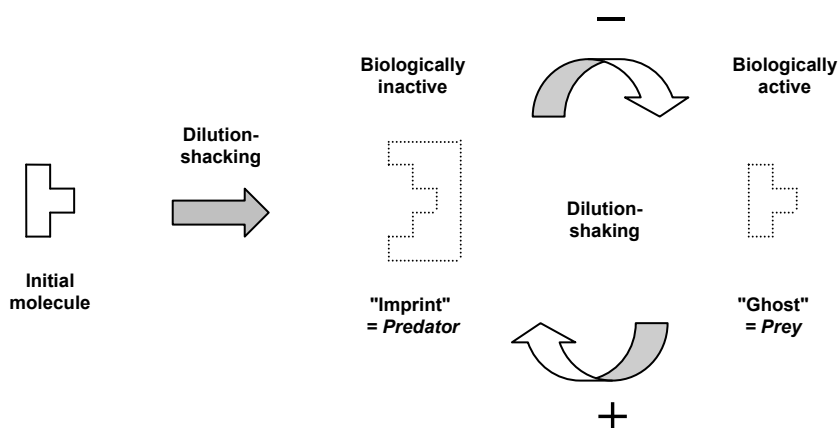 −
Biologically
inactive
Biologically
active
Dilution-
shacking
Dilution-
shaking
Initial
molecule
"Imprint"
= Predator
"Ghost"
= Prey
+